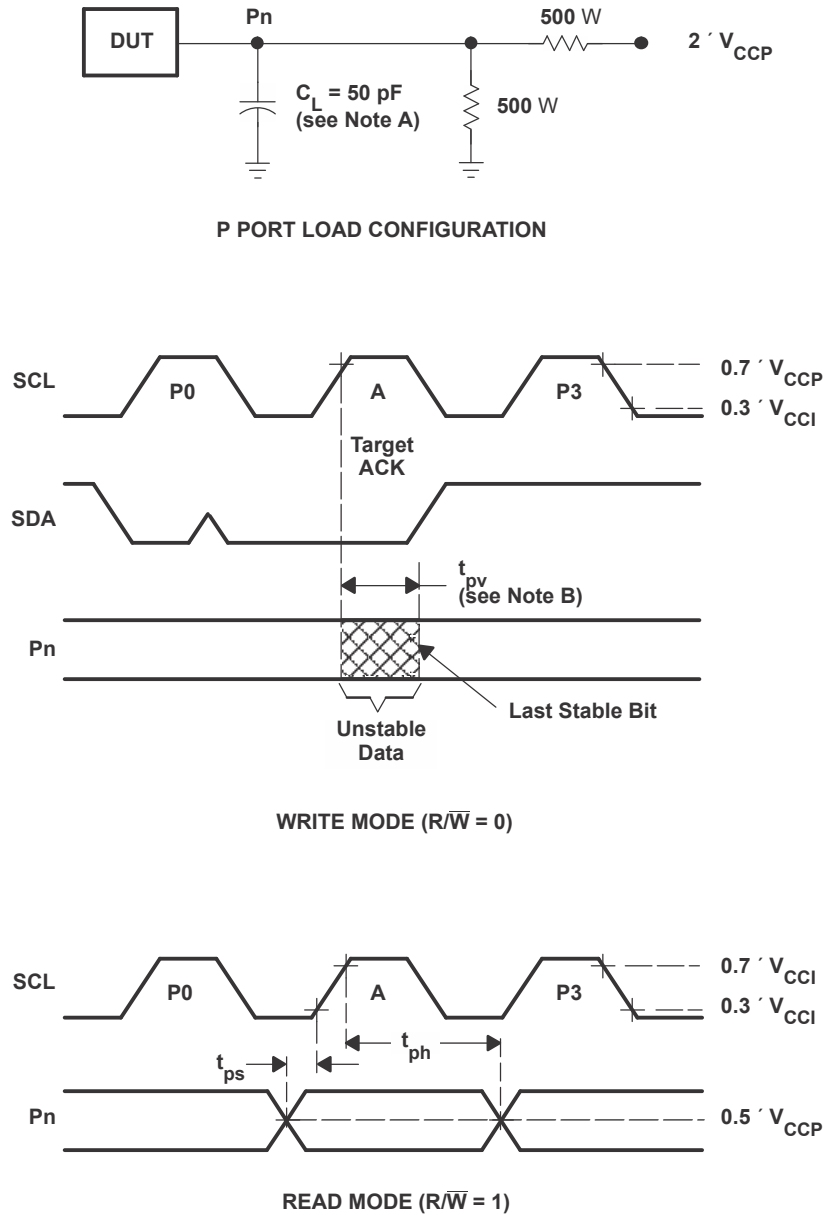 Pn
500 W
DUT
2 ´ VCCP
CL = 50 pF
(see Note A)
500 W
P PORT LOAD CONFIGURATION
SCL
P0
A
P3
0.7 ´ VCCP
0.3 ´ VCCI
Target
ACK
SDA
tpv
(see Note B)
Pn
Unstable
Data
Last Stable Bit
WRITE MODE (R/W̅ = 0)
SCL
P0
A
P3
0.7 ´ VCCI
0.3 ´ VCCI
tps
tph
Pn
0.5 ´ VCCP
READ MODE (R/W̅ = 1)